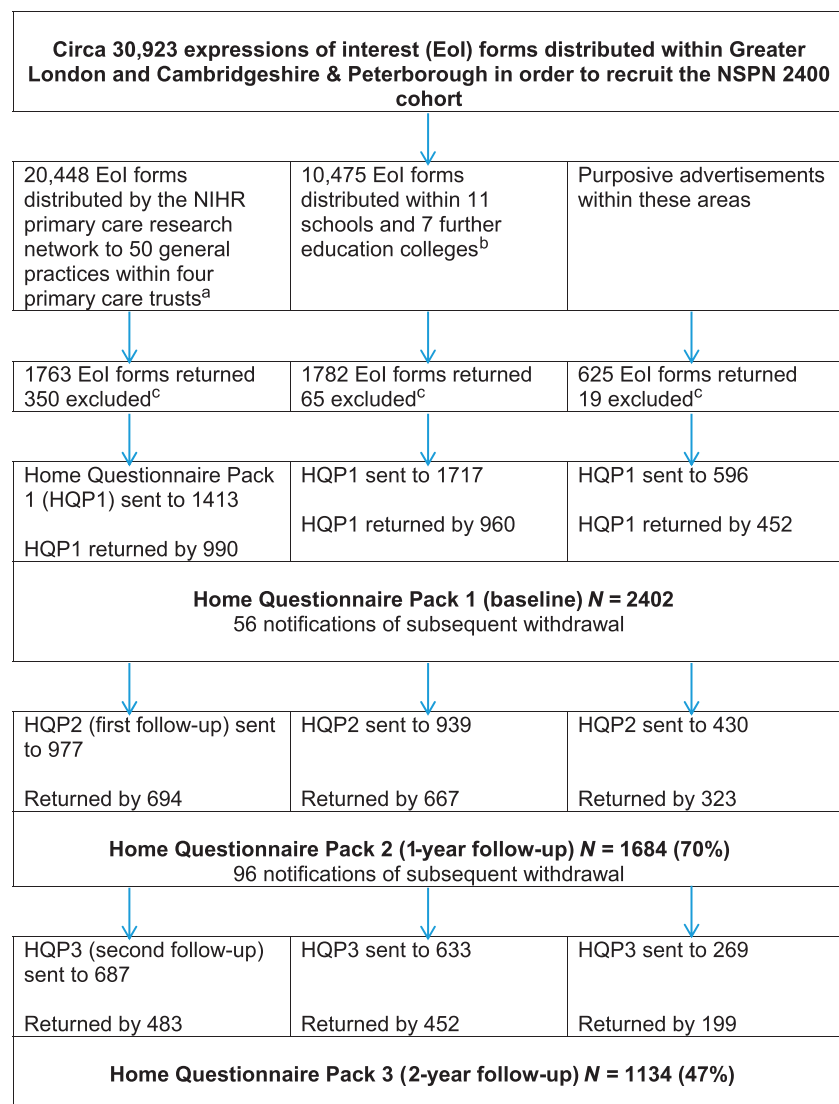 Circa 30,923 expressions of interest (EoI) forms distributed within Greater
London and Cambridgeshire & Peterborough in order to recruit the NSPN 2400
cohort
20,448 EoI forms
distributed by the NIHR
primary care research
network to 50 general
practices within four
primary care trustsa
10,475 EoI forms
distributed within 11
schools and 7 further
education collegesb
Purposive advertisements
within these areas
1763 EoI forms returned
350 excludedc
1782 EoI forms returned
65 excludedc
625 EoI forms returned
19 excludedc
Home Questionnaire Pack
1 (HQP1) sent to 1413
HQP1 returned by 990
HQP1 sent to 1717
HQP1 returned by 960
HQP1 sent to 596
HQP1 returned by 452
Home Questionnaire Pack 1 (baseline) N = 2402
56 notifications of subsequent withdrawal
HQP2 (first follow-up) sent
to 977
Returned by 694
HQP2 sent to 939
Returned by 667
HQP2 sent to 430
Returned by 323
Home Questionnaire Pack 2 (1-year follow-up) N = 1684 (70%)
96 notifications of subsequent withdrawal
HQP3 (second follow-up)
sent to 687
Returned by 483
HQP3 sent to 633
Returned by 452
HQP3 sent to 269
Returned by 199
Home Questionnaire Pack 3 (2-year follow-up) N = 1134 (47%)